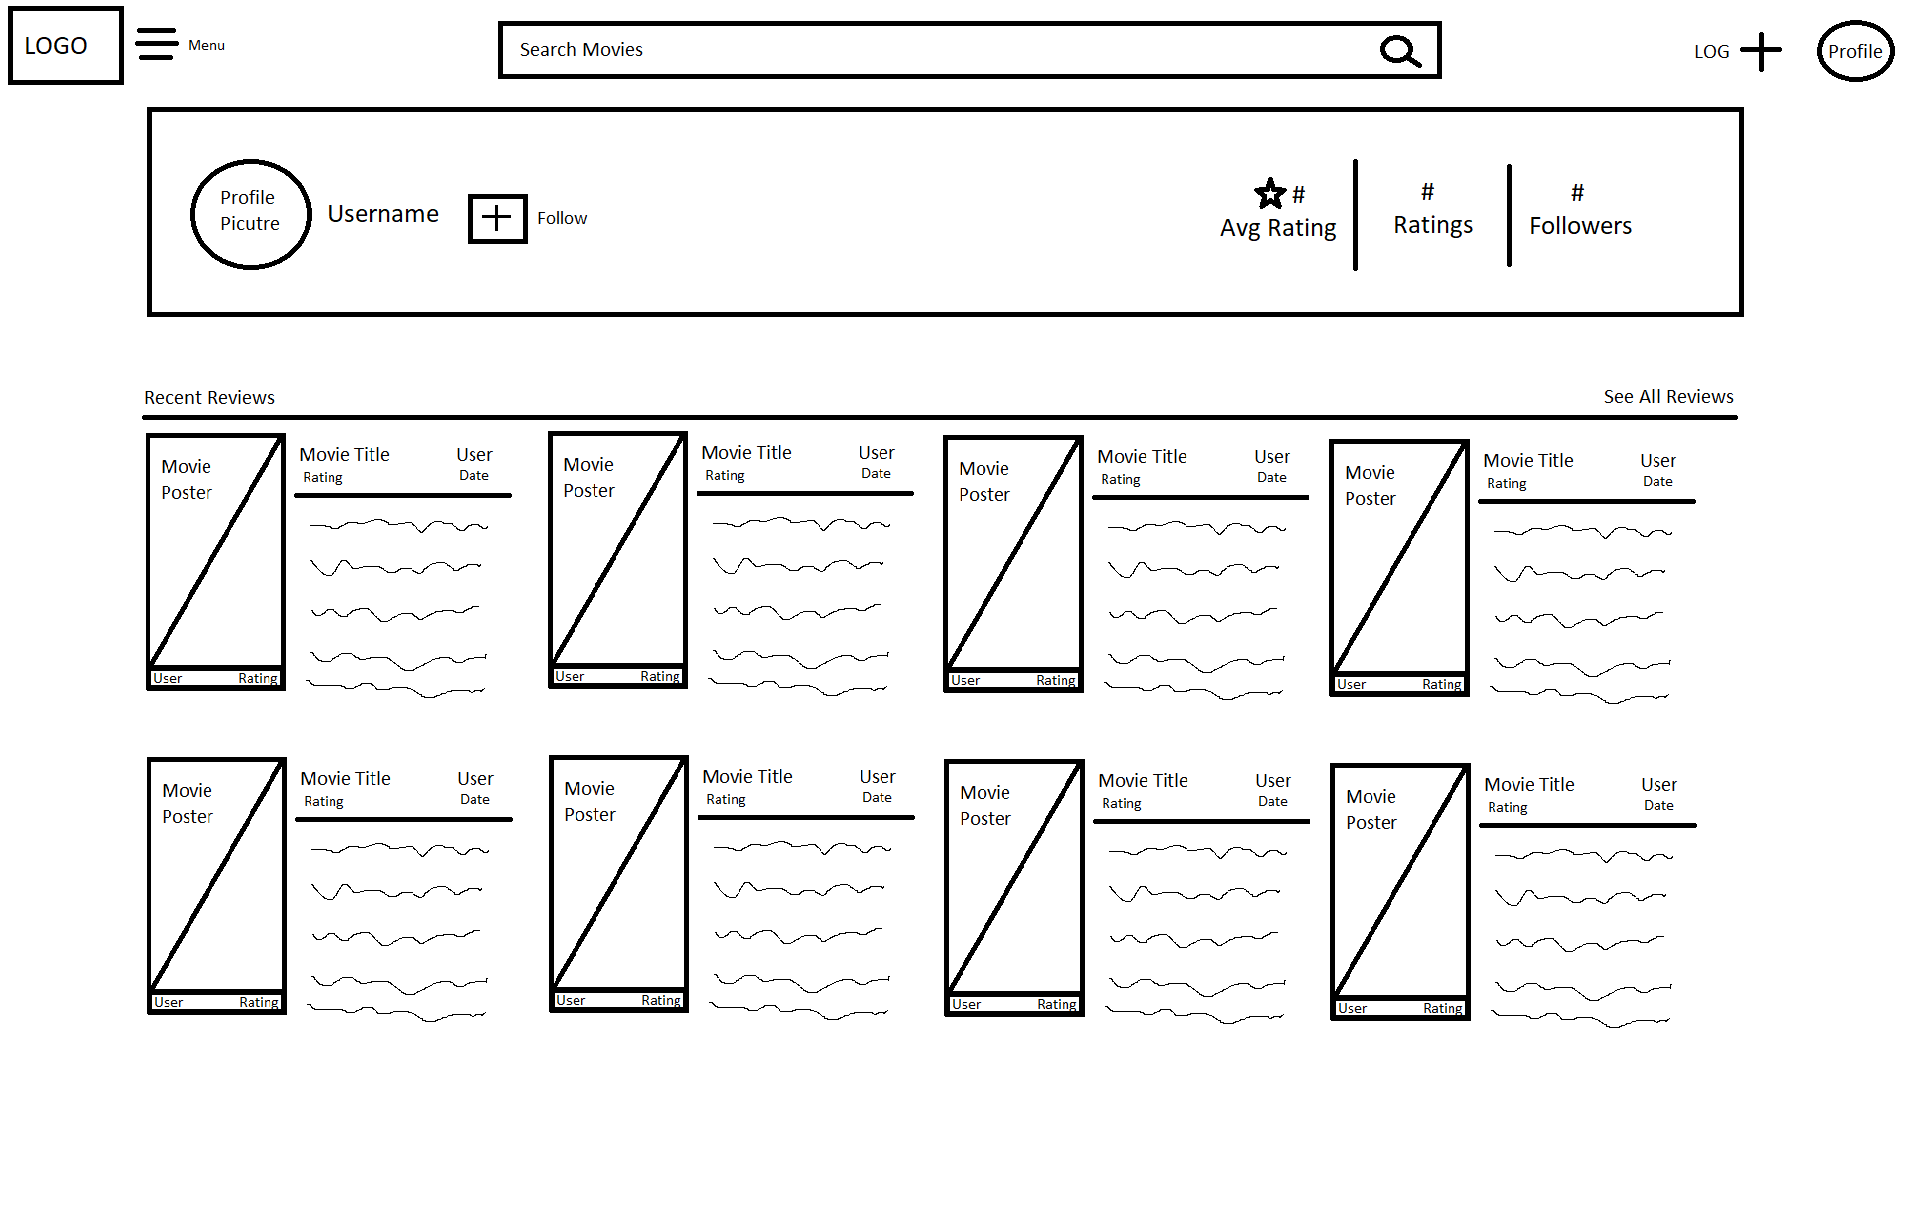 LOGO
Menu
Search Movies
LOG
Profile
Profile
Picutre
Username
Follow
#
Avg Rating
#
Ratings
#
Followers
Recent Reviews
See All Reviews
Movie
Poster
User Rating
Movie Title User
Rating Date
Movie
Poster
User Rating
Movie Title User
Rating Date
Movie
Poster
User Rating
Movie Title User
Rating Date
Movie
Poster
User Rating
Movie Title User
Rating Date
Movie
Poster
User Rating
Movie Title User
Rating Date
Movie
Poster
User Rating
Movie Title User
Rating Date
Movie
Poster
User Rating
Movie Title User
Rating Date
Movie
Poster
User Rating
Movie Title User
Rating Date